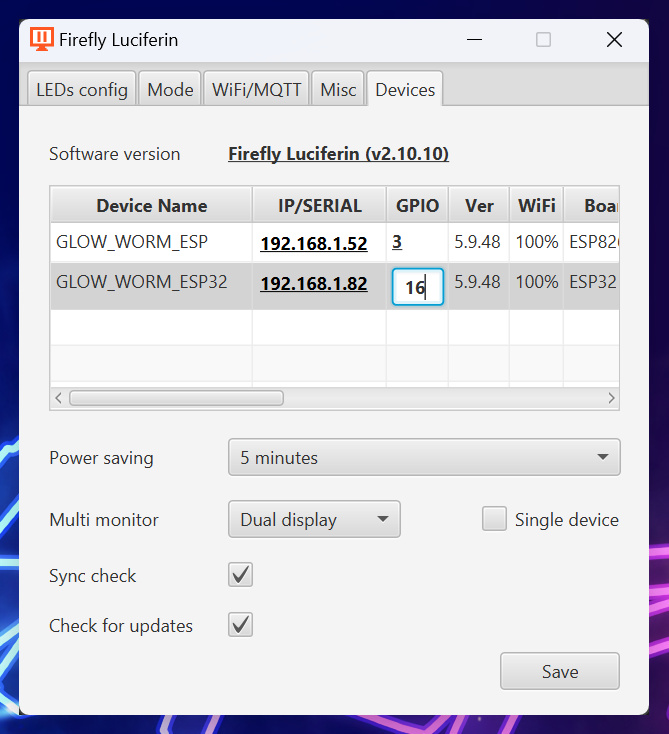 Firefly Luciferin
LEDs config Mode WiFi/MQTT Misc Devices
Software version Firefly Luciferin (v2.10.10)
Device Name IP/SERIAL GPIO Ver WiFi Boa
GLOW_WORM_ESP 192.168.1.52 3 5.9.48 100% ESP826
GLOW_WORM_ESP32 192.168.1.82 16 5.9.48 100% ESP32
Power saving 5 minutes
Multi monitor Dual display Single device
Sync check
Check for updates
Save